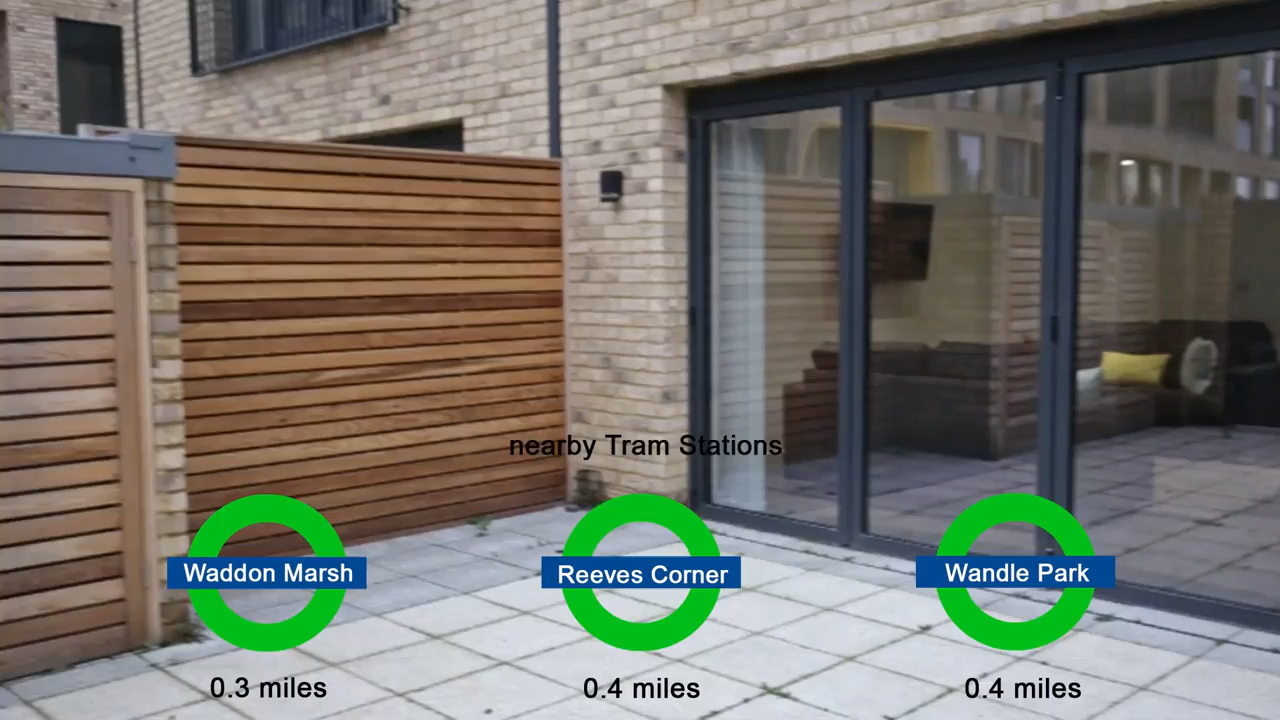 nearby Tram Stations
Waddon Marsh
Reeves Corner
Wandle Park
0.3 miles
0.4 miles
0.4 miles